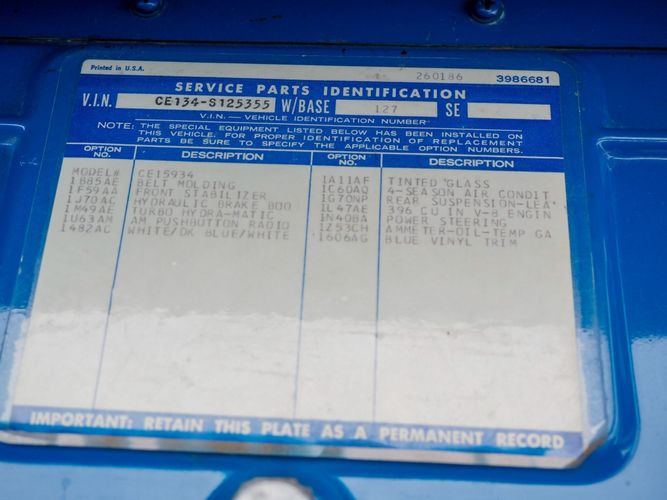 Printed in U.S.A.
260186 3986681
SERVICE PARTS IDENTIFICATION
V.I.N. CE134-S125355 W/BASE 127 SE
V.I.N. — VEHICLE IDENTIFICATION NUMBER
NOTE: THE SPECIAL EQUIPMENT LISTED BELOW HAS BEEN INSTALLED ON
THIS VEHICLE. FOR PROPER IDENTIFICATION OF REPLACEMENT
PARTS BE SURE TO SPECIFY THE APPLICABLE OPTION NUMBERS.
OPTION NO. DESCRIPTION OPTION NO. DESCRIPTION
MODEL# CE15934
1B85AE BELT MOLDING 1A11AF TINTED GLASS
1F59AA FRONT STABILIZER 1C60AQ 4-SEASON AIR CONDIT
1J70AC HYDRAULIC BRAKE BOO 1G70NP REAR SUSPENSION-LEA
1M49AE TURBO HYDRA-MATIC 1L47AE 396 CU IN V-8 ENGIN
1U63AM AM PUSHBUTTON RADIO 1N40BA POWER STEERING
1482AC WHITE/DK BLUE/WHITE 1Z53CH AMMETER-OIL-TEMP GA
1606AG BLUE VINYL TRIM
IMPORTANT: RETAIN THIS PLATE AS A PERMANENT RECORD